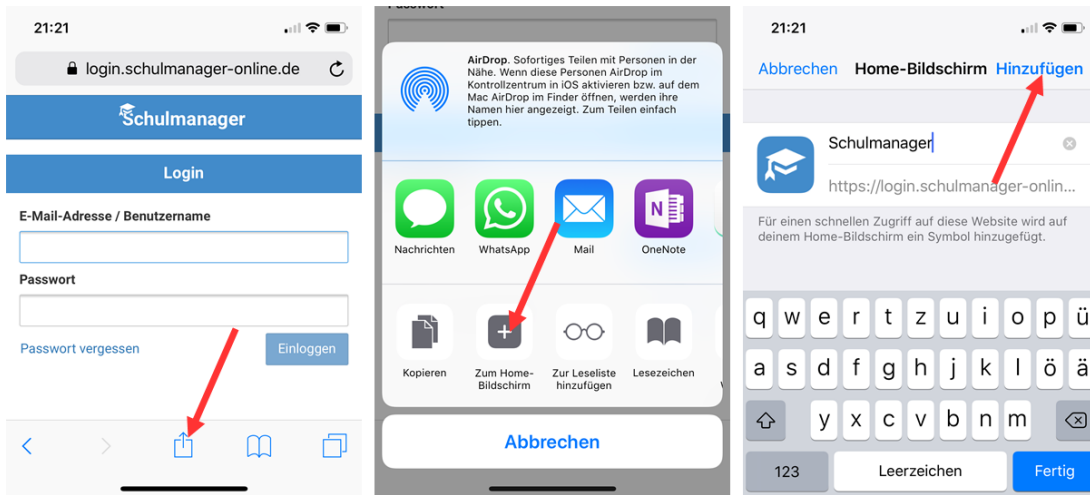 21:21
login.schulmanager-online.de
Schulmanager
Login
E-Mail-Adresse / Benutzername
Passwort
Passwort vergessen
Einloggen
Passwort
AirDrop. Sofortiges Teilen mit Personen in der
Nähe. Wenn diese Personen AirDrop im
Kontrollzentrum in iOS aktivieren bzw. auf dem
Mac AirDrop im Finder öffnen, werden ihre
Namen hier angezeigt. Zum Teilen einfach
tippen.
Nachrichten
WhatsApp
Mail
N
OneNote
Kopieren
Zum Home-
Bildschirm
Zur Leseliste
hinzufügen
Lesezeichen
Abbrechen
21:21
Abbrechen Home-Bildschirm Hinzufügen
Schulmanager
https://login.schulmanager-onlin...
Für einen schnellen Zugriff auf diese Website wird auf
deinem Home-Bildschirm ein Symbol hinzugefügt.
q w e r t z u i o p ü
a s d f g h j k l ö ä
y x c v b n m
123 Leerzeichen Fertig